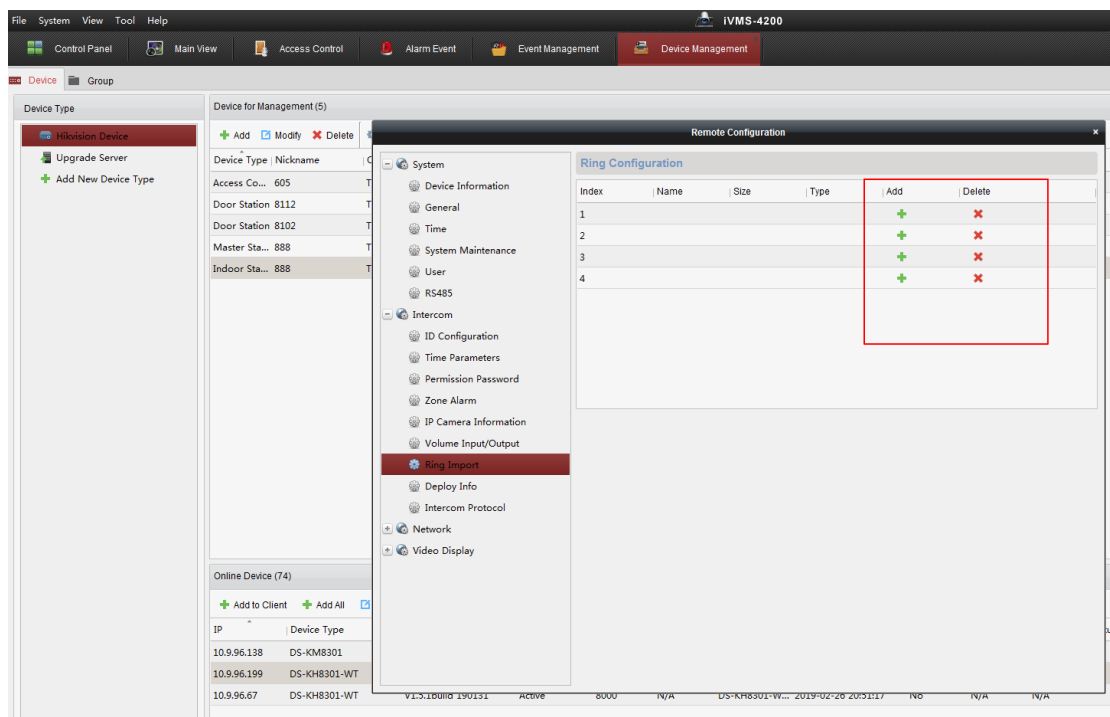 File System View Tool Help
iVMS-4200
Control Panel Main View Access Control Alarm Event Event Management Device Management
Device Group
Device Type
Hikvision Device
Upgrade Server
Add New Device Type
Device for Management (5)
Add Modify Delete
Device Type Nickname
Access Co... 605 T
Door Station 8112 T
Door Station 8102 T
Master Sta... 888 T
Indoor Sta... 888 T
Remote Configuration
System
Device Information
General
Time
System Maintenance
User
RS485
Intercom
ID Configuration
Time Parameters
Permission Password
Zone Alarm
IP Camera Information
Volume Input/Output
Ring Import
Deploy Info
Intercom Protocol
Network
Video Display
Ring Configuration
Index Name Size Type Add Delete
1
2
3
4
Online Device (74)
Add to Client Add All
IP Device Type
10.9.96.138 DS-KM8301
10.9.96.199 DS-KH8301-WT
10.9.96.67 DS-KH8301-WT V1.5.1build 190131 Active 8000 N/A DS-KH8301-W... 2019-02-26 20:51:17 No N/A N/A